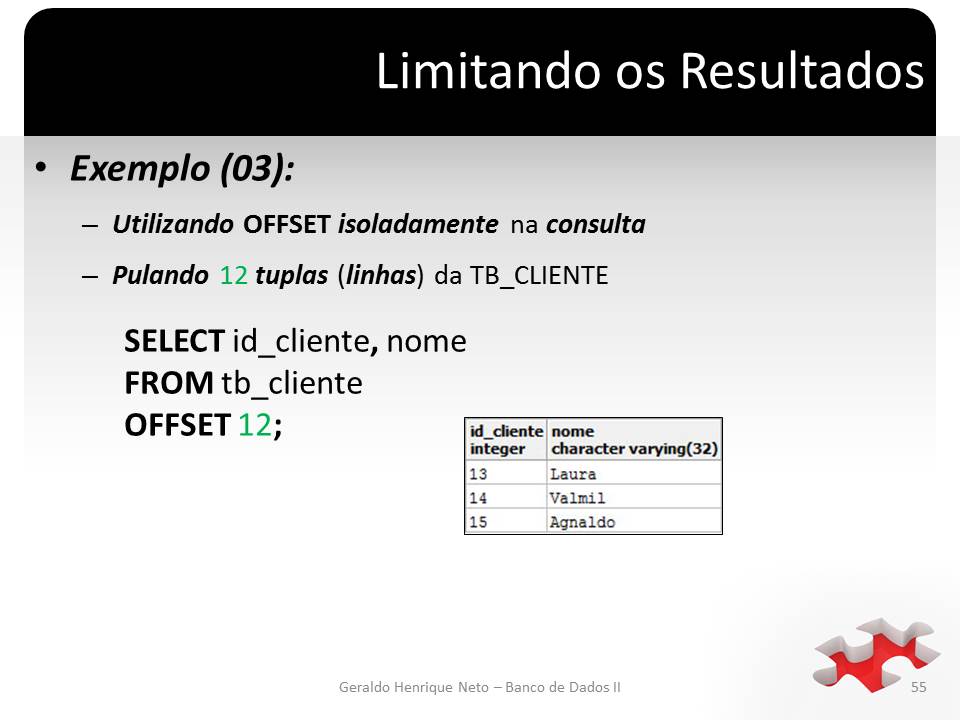 Limitando os Resultados
• Exemplo (03):
– Utilizando OFFSET isoladamente na consulta
– Pulando 12 tuplas (linhas) da TB_CLIENTE
SELECT id_cliente, nome
FROM tb_cliente
OFFSET 12;
id_cliente nome
integer character varying(32)
13 Laura
14 Valmil
15 Agnaldo
Geraldo Henrique Neto – Banco de Dados II 55